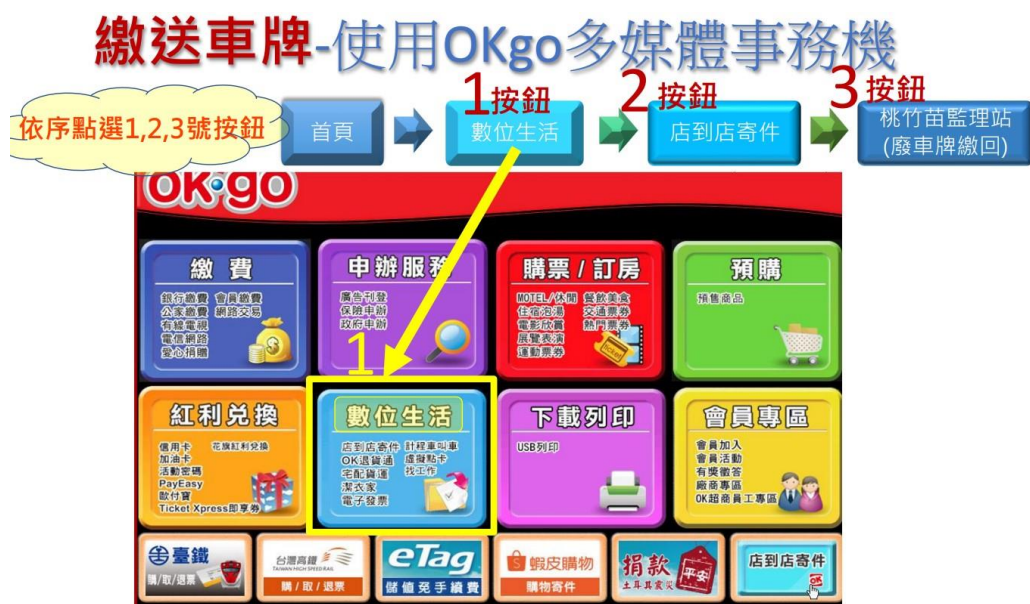 繳送車牌-使用OKgo多媒體事務機
依序點選1,2,3號按鈕
首頁
1按鈕
數位生活
2按鈕
店到店寄件
3按鈕
桃竹苗監理站
(廢車牌繳回)
OK go
繳 費
銀行繳費 會員繳費
公家繳費 網路交易
有線電視
電信網路
愛心捐贈
申辦服務
廣告刊登
保險申辦
政府申辦
購票 / 訂房
MOTEL/休閒 餐飲美食
住宿泡湯 交通票券
電影欣賞 熱門票券
展覽表演
運動票券
Ticket
預購
預售商品
1
紅利兌換
信用卡 花旗紅利兌換
加油卡
活動密碼
PayEasy
歐付寶
Ticket Xpress即享券
數位生活
店到店寄件 計程車叫車
OK退貨通 虛擬點卡
宅配貨運 找工作
潔衣家
電子發票
下載列印
USB列印
會員專區
會員加入
會員活動
有獎徵答
廠商專區
OK超商員工專區
臺鐵
購/取/退票
台灣高鐵
TAIWAN HIGH SPEED RAIL
購 / 取 / 退票
eTag
儲值免手續費
蝦皮購物
購物寄件
捐款 平安
店到店寄件
OK